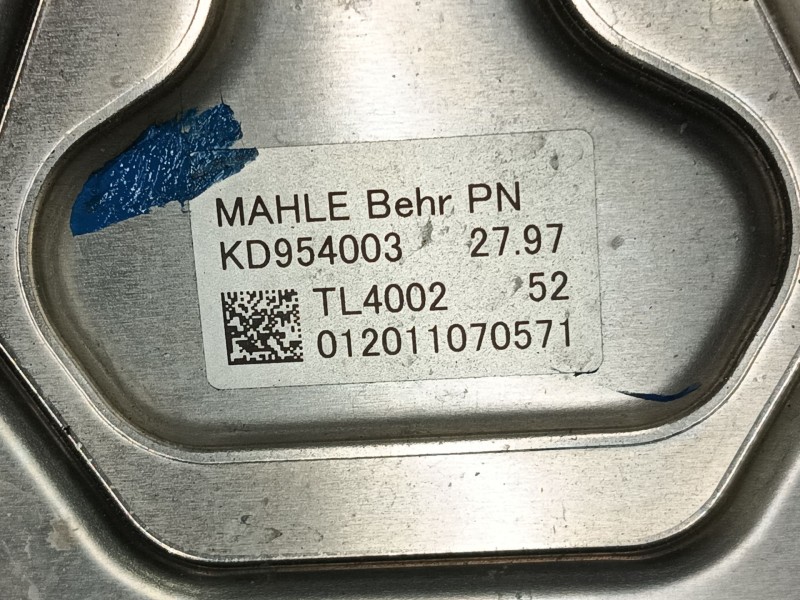 MAHLE Behr PN
KD954003 27.97
TL4002 52
012011070571